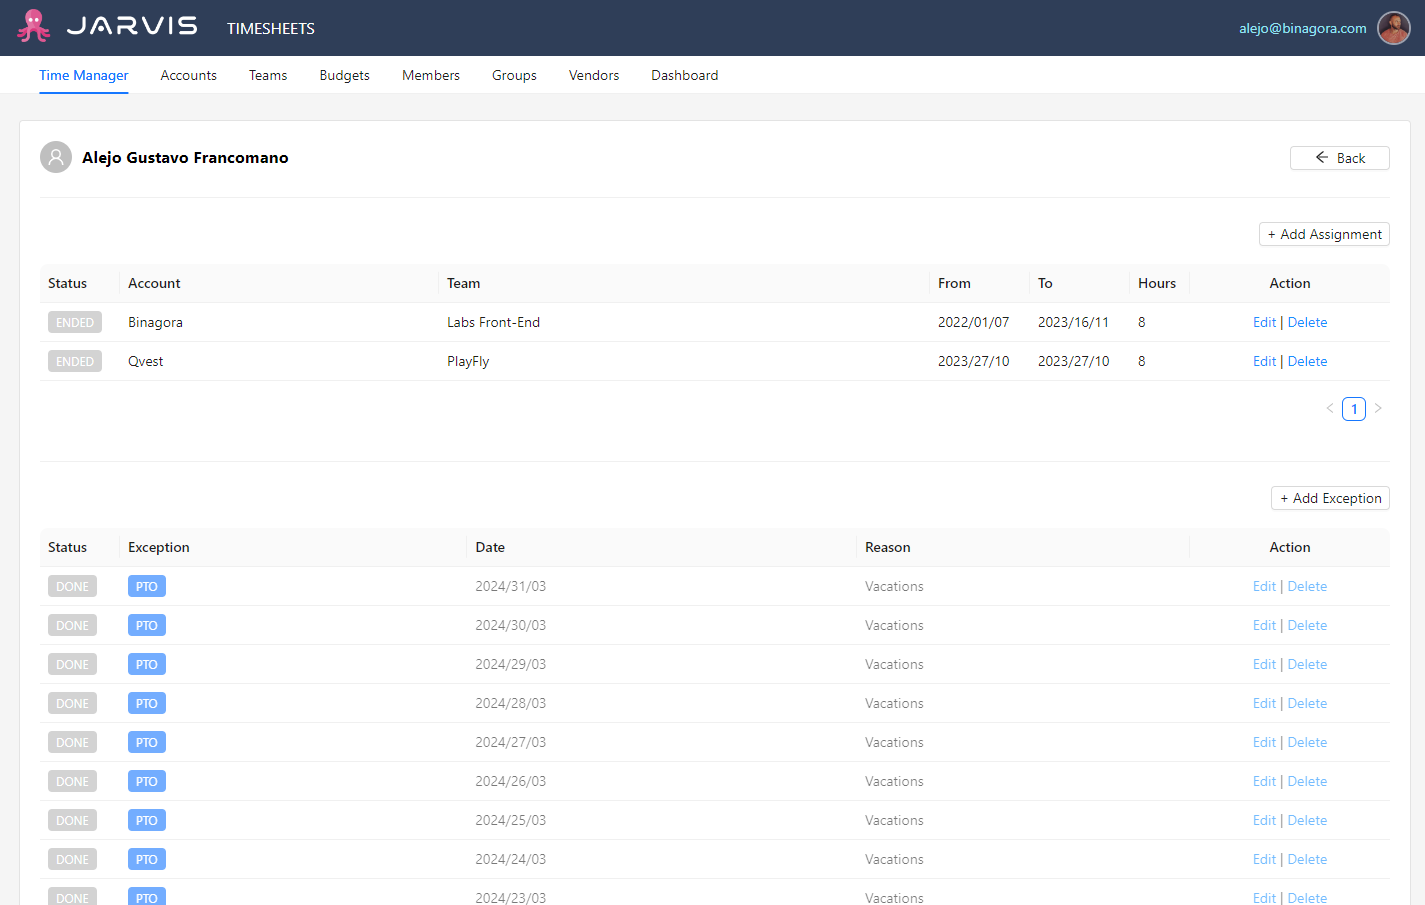 JARVIS TIMESHEETS alejo@binagora.com
Time Manager Accounts Teams Budgets Members Groups Vendors Dashboard
Alejo Gustavo Francomano ← Back
+ Add Assignment
Status Account Team From To Hours Action
ENDED Binagora Labs Front-End 2022/01/07 2023/16/11 8 Edit | Delete
ENDED Qvest PlayFly 2023/27/10 2023/27/10 8 Edit | Delete
< 1 >
+ Add Exception
Status Exception Date Reason Action
DONE PTO 2024/31/03 Vacations Edit | Delete
DONE PTO 2024/30/03 Vacations Edit | Delete
DONE PTO 2024/29/03 Vacations Edit | Delete
DONE PTO 2024/28/03 Vacations Edit | Delete
DONE PTO 2024/27/03 Vacations Edit | Delete
DONE PTO 2024/26/03 Vacations Edit | Delete
DONE PTO 2024/25/03 Vacations Edit | Delete
DONE PTO 2024/24/03 Vacations Edit | Delete
DONE PTO 2024/23/03 Vacations Edit | Delete